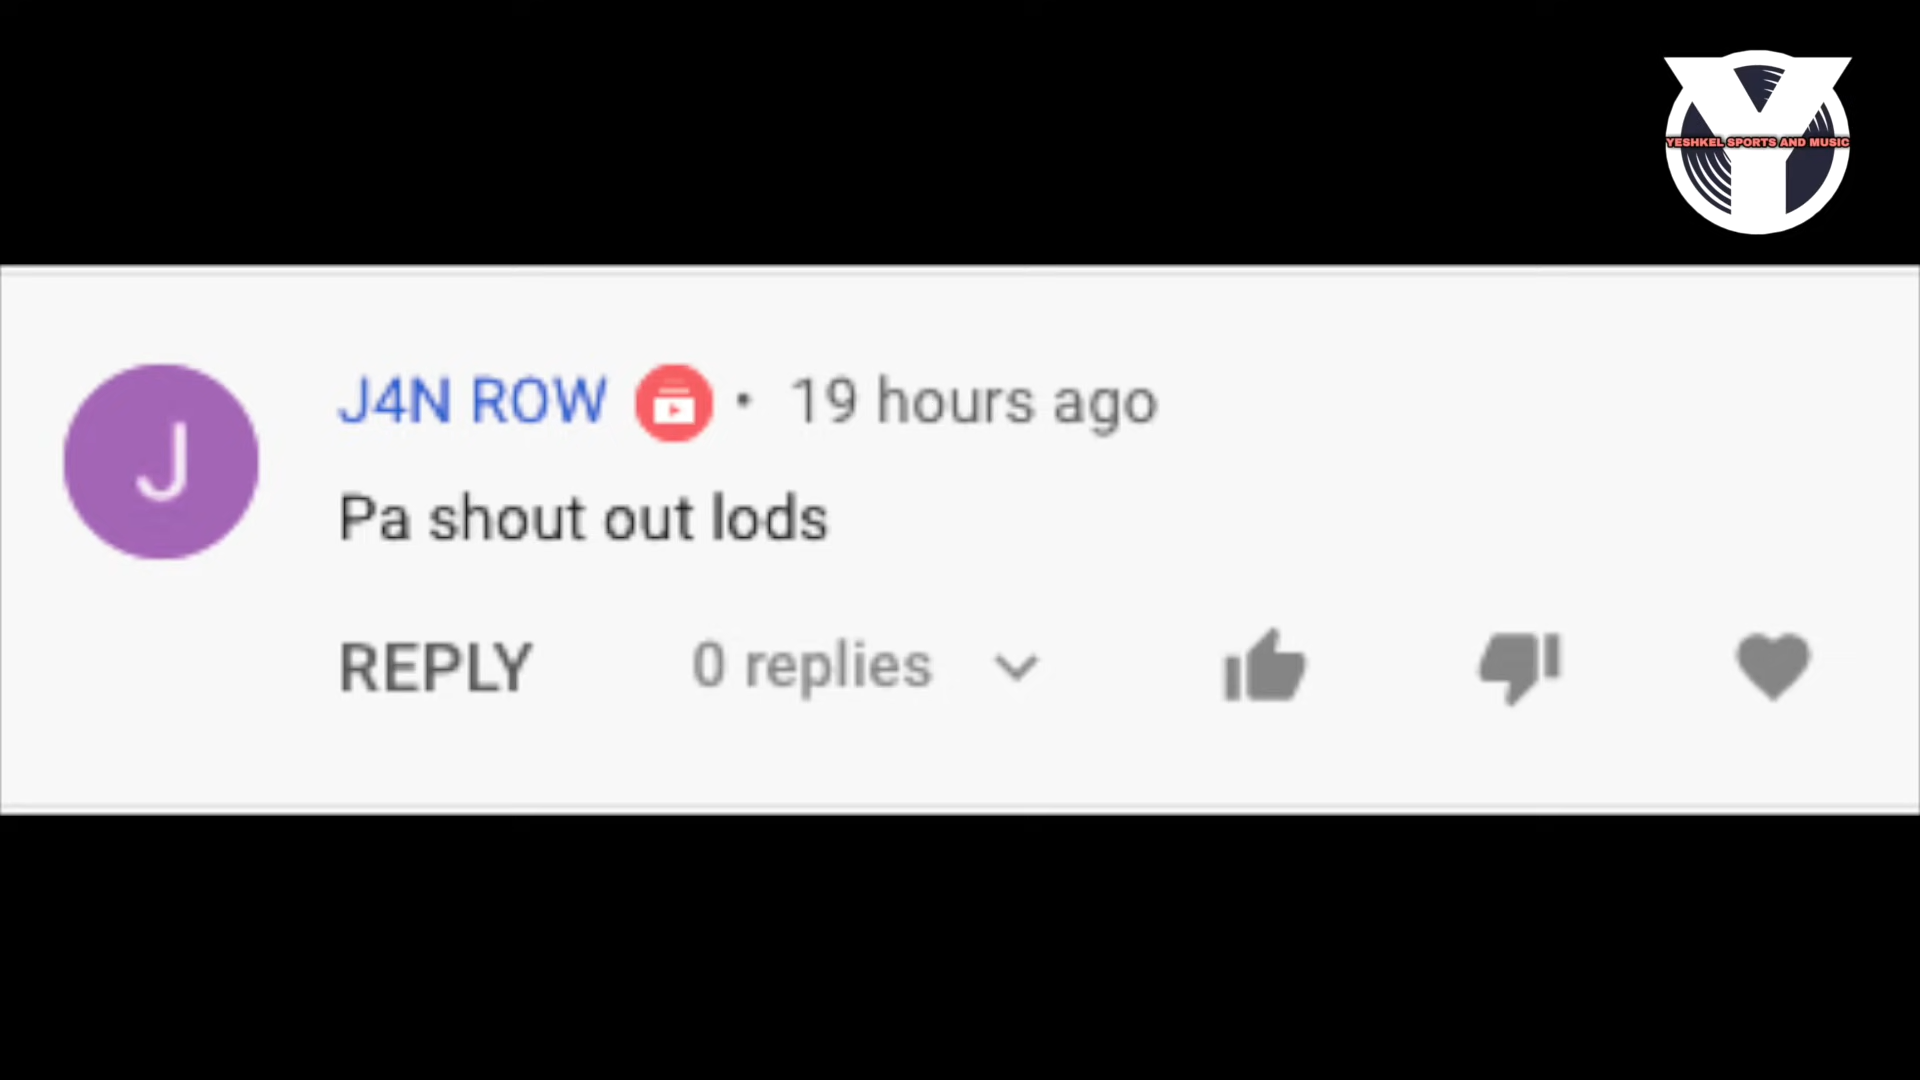 YESHKEL SPORTS AND MUSIC
J4N ROW • 19 hours ago
J
Pa shout out lods
REPLY 0 replies